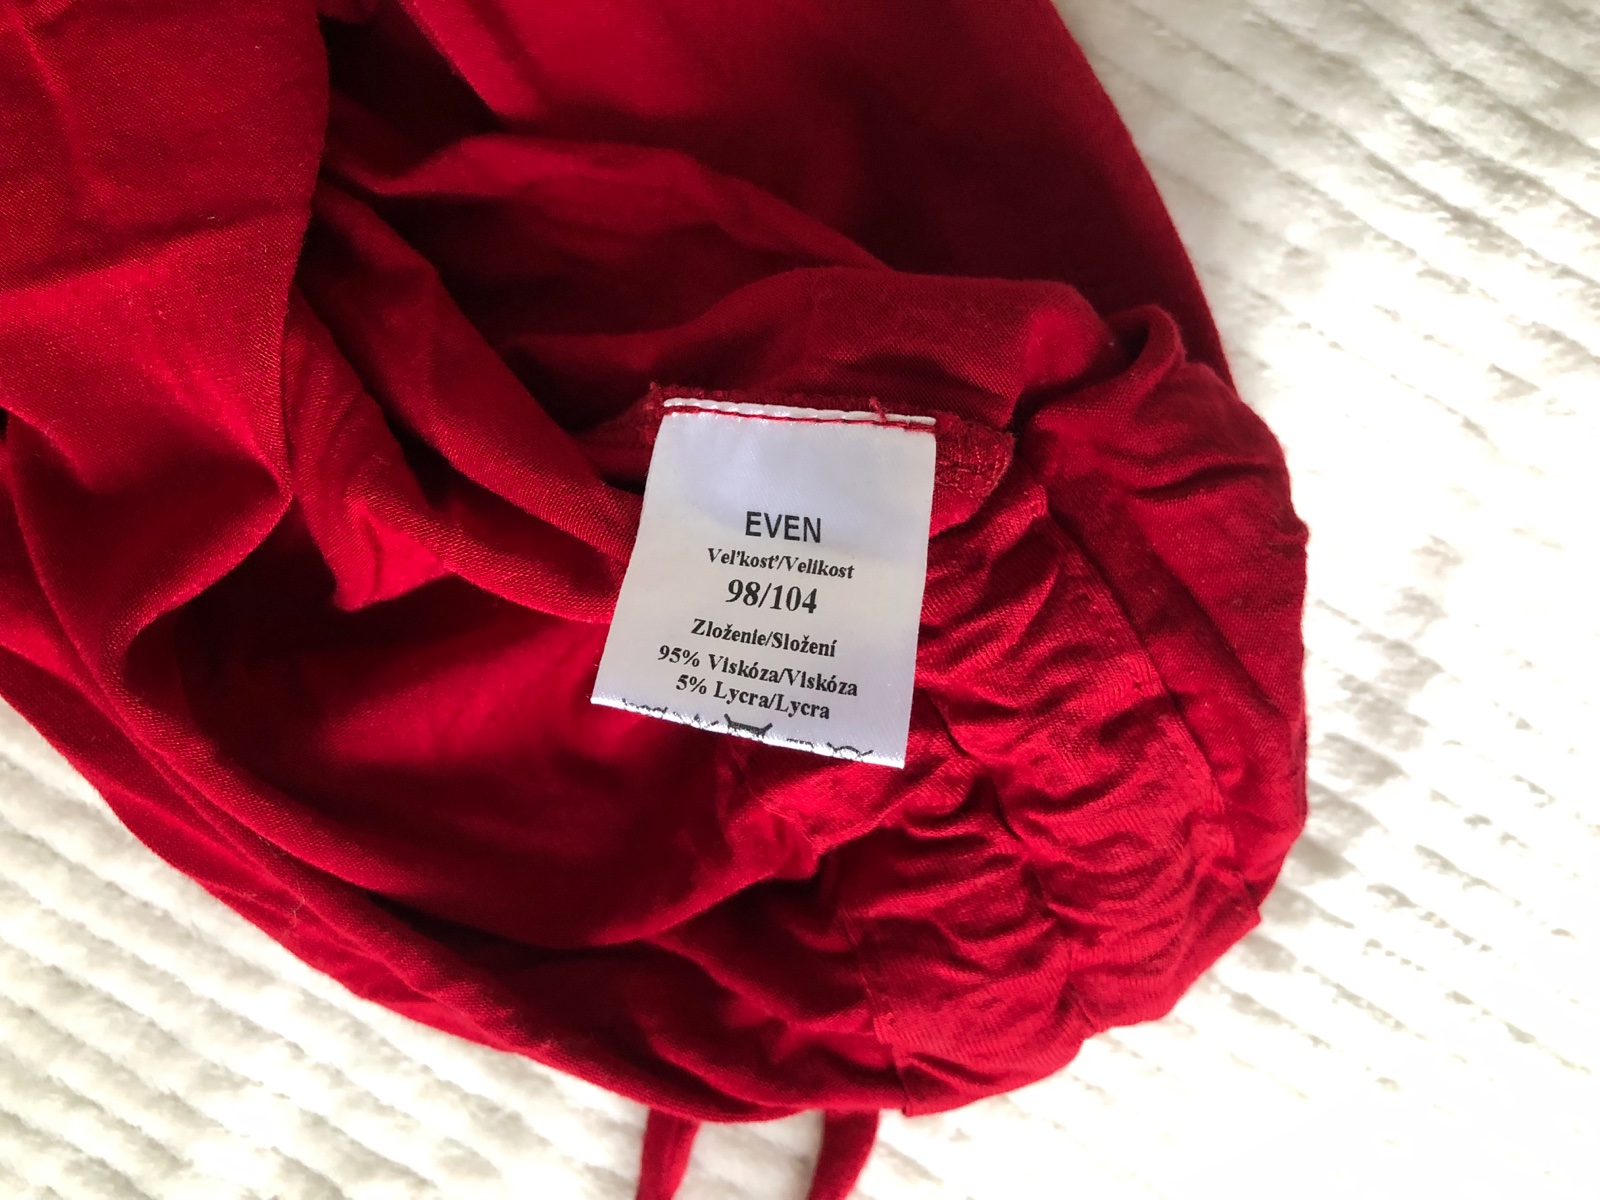 EVEN
Veľkosť/Velikost
98/104
Zloženie/Složení
95% Viskóza/Viskóza
5% Lycra/Lycra